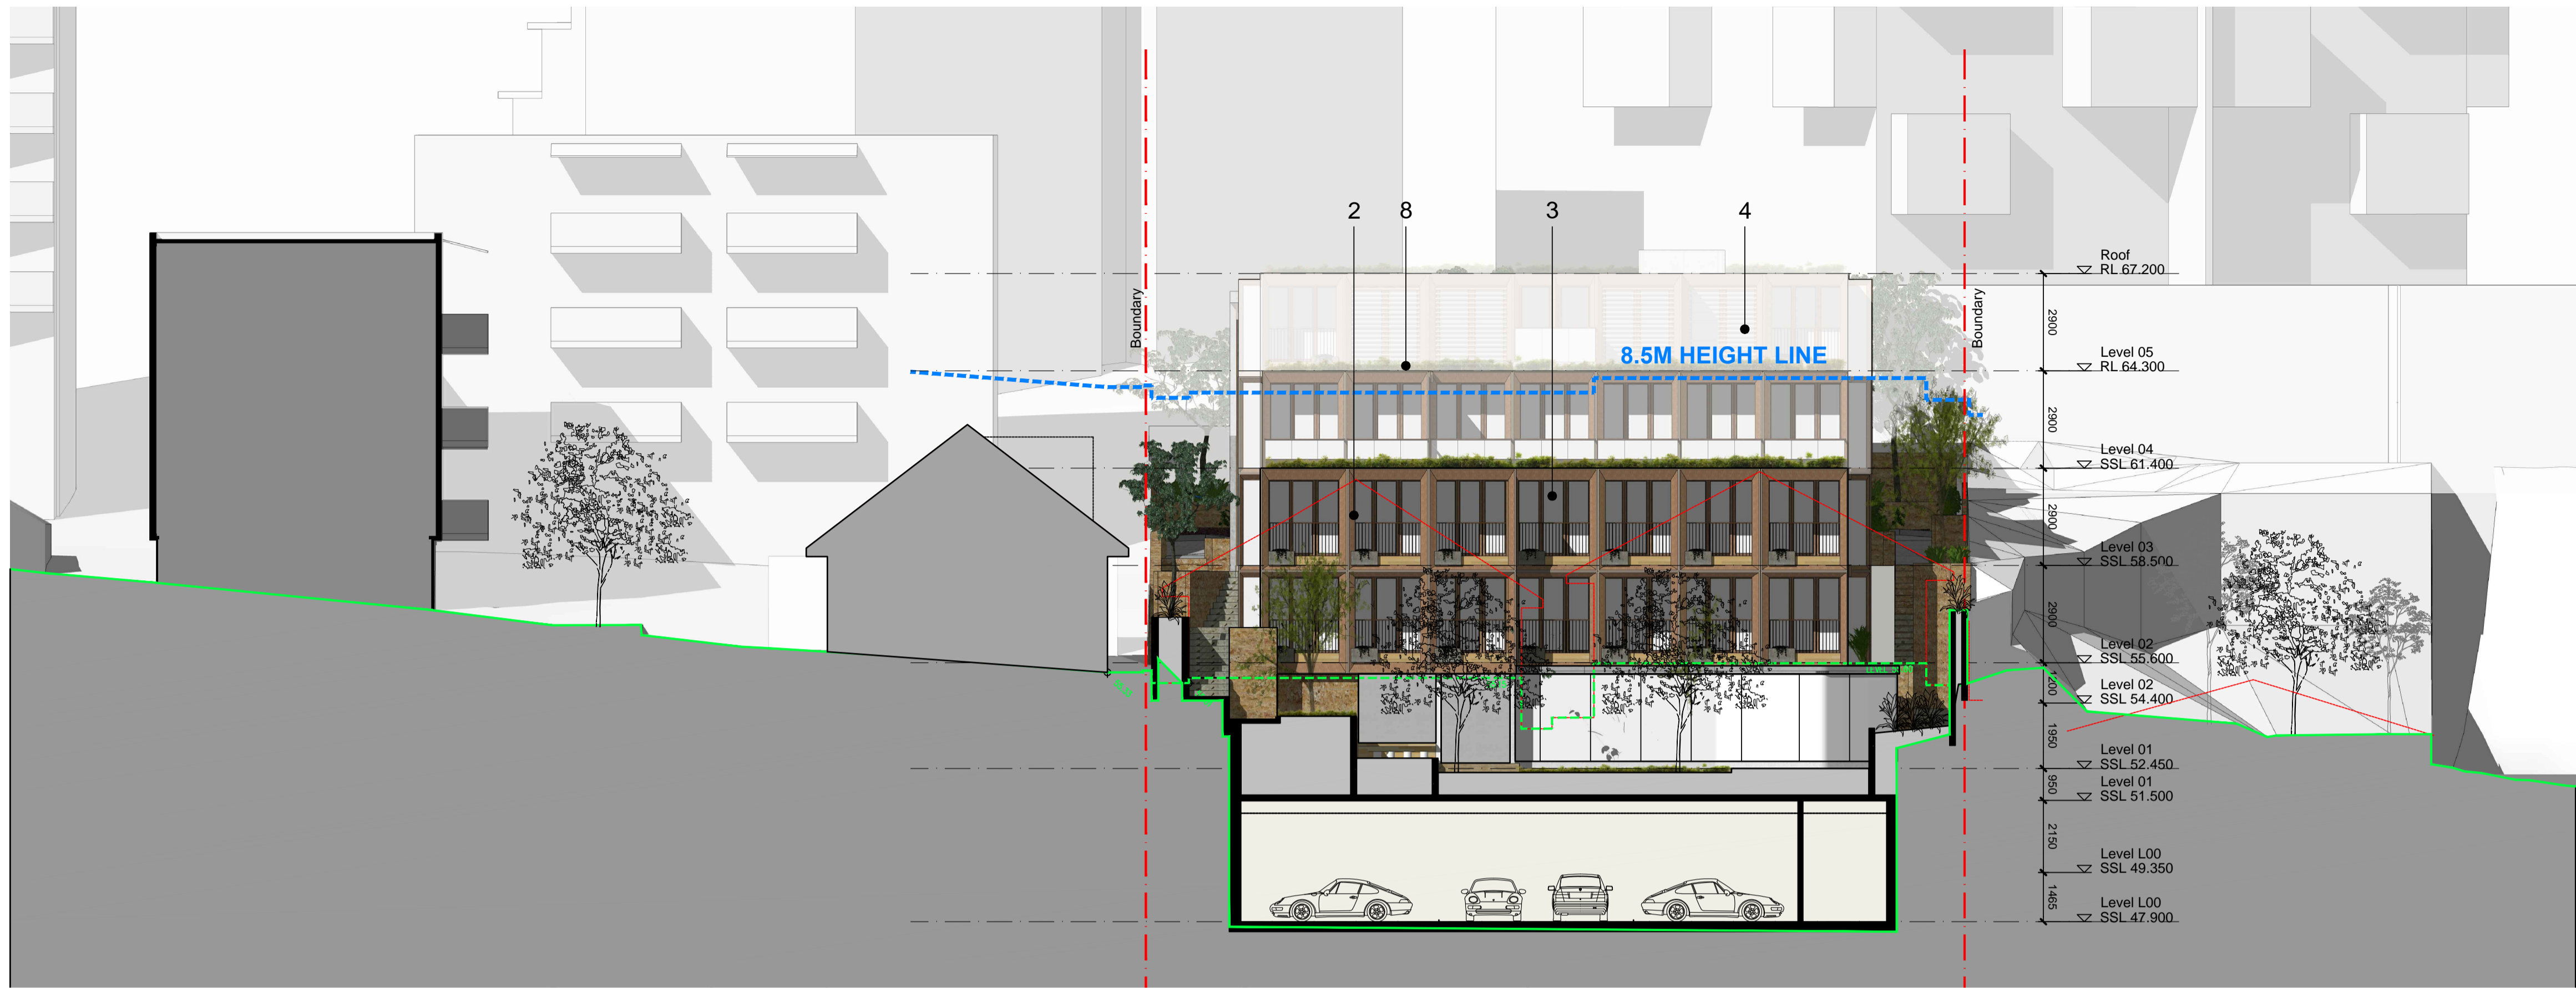 2
8
3
4
Boundary
Boundary
8.5M HEIGHT LINE
Roof
RL 67.200
2900
Level 05
RL 64.300
2900
Level 04
SSL 61.400
2900
Level 03
SSL 58.500
2900
Level 02
SSL 55.600
Level 02
SSL 54.400
1950
Level 01
SSL 52.450
950
Level 01
SSL 51.500
2150
Level L00
SSL 49.350
1465
Level L00
SSL 47.900